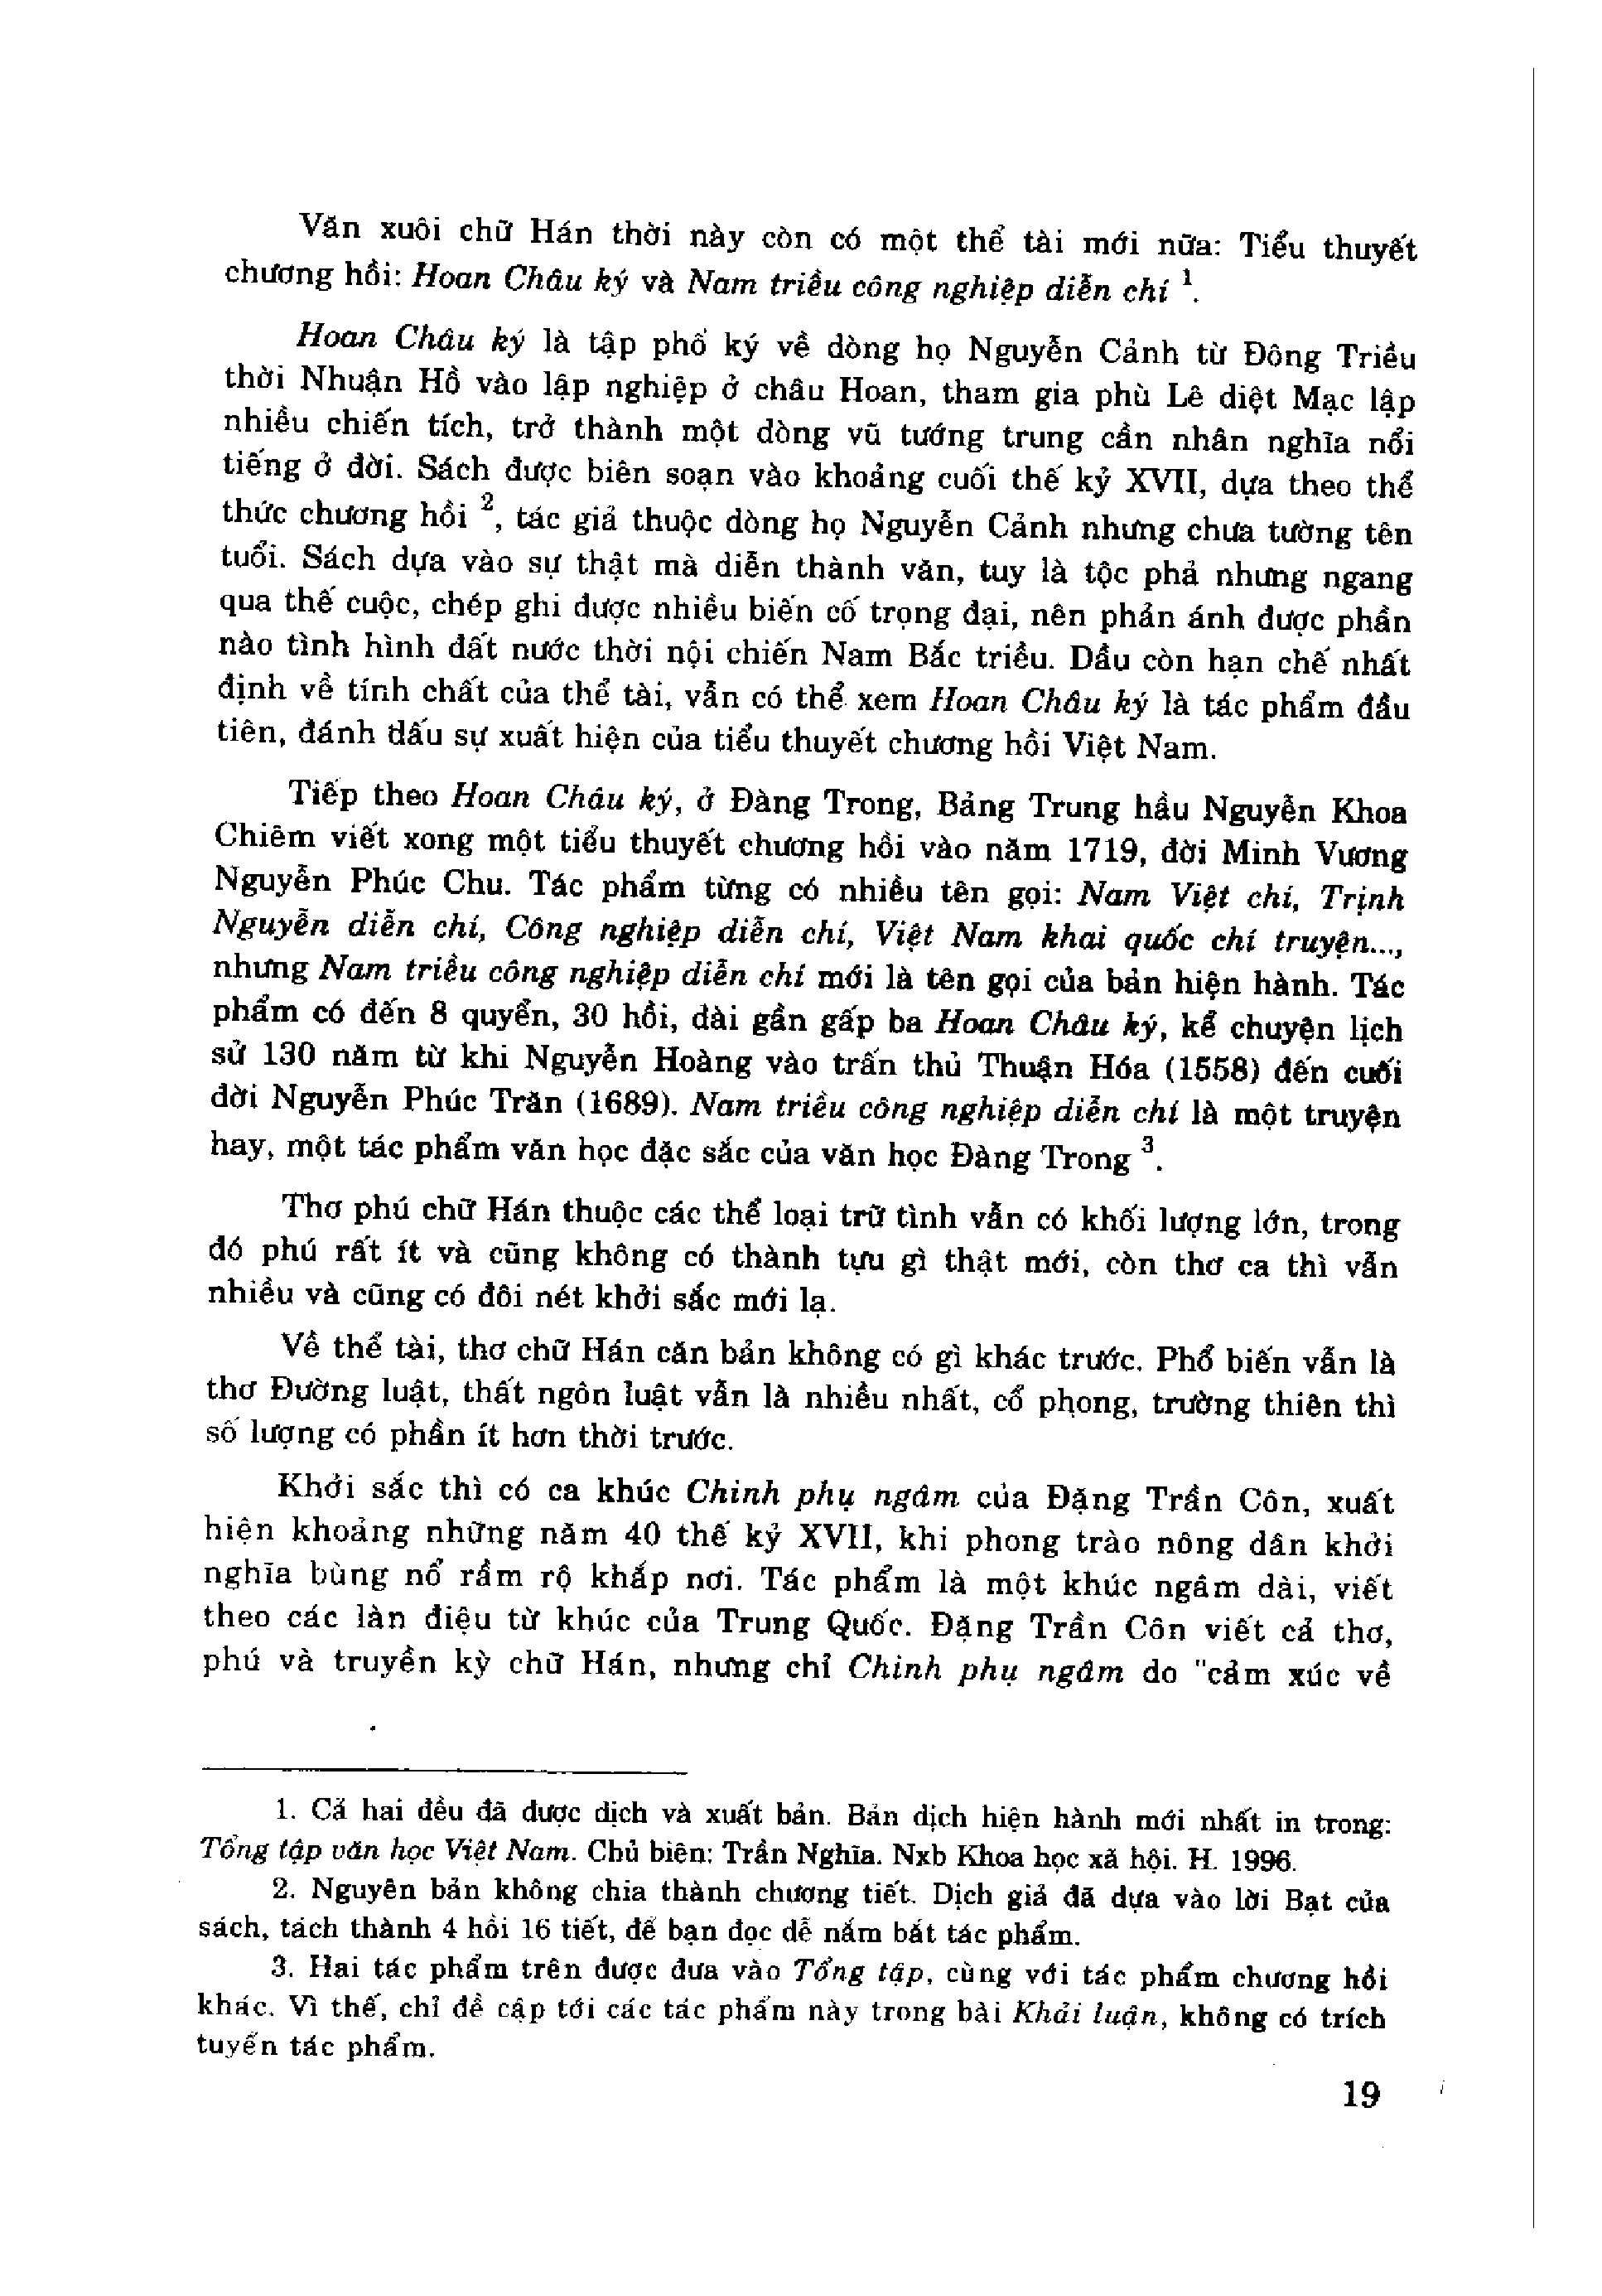 Văn xuôi chữ Hán thời này còn có một thể tài mới nữa: Tiểu thuyết
chương hồi: Hoan Châu ký và Nam triều công nghiệp diễn chí 1.
Hoan Châu ký là tập phổ ký về dòng họ Nguyễn Cảnh từ Đông Triều
thời Nhuận Hồ vào lập nghiệp ở châu Hoan, tham gia phù Lê diệt Mạc lập
nhiều chiến tích, trở thành một dòng vũ tướng trung cần nhân nghĩa nổi
tiếng ở đời. Sách được biên soạn vào khoảng cuối thế kỷ XVII, dựa theo thể
thức chương hồi 2, tác giả thuộc dòng họ Nguyễn Cảnh nhưng chưa tường tên
tuổi. Sách dựa vào sự thật mà diễn thành văn, tuy là tộc phả nhưng ngang
qua thế cuộc, chép ghi được nhiều biến cố trọng đại, nên phản ánh được phần
nào tình hình đất nước thời nội chiến Nam Bắc triều. Dẫu còn hạn chế nhất
định về tính chất của thể tài, vẫn có thể xem Hoan Châu ký là tác phẩm đầu
tiên, đánh dấu sự xuất hiện của tiểu thuyết chương hồi Việt Nam.
Tiếp theo Hoan Châu ký, ở Đàng Trong, Bảng Trung hầu Nguyễn Khoa
Chiêm viết xong một tiểu thuyết chương hồi vào năm 1719, đời Minh Vương
Nguyễn Phúc Chu. Tác phẩm từng có nhiều tên gọi: Nam Việt chí, Trịnh
Nguyễn diễn chí, Công nghiệp diễn chí, Việt Nam khai quốc chí truyện...,
nhưng Nam triều công nghiệp diễn chí mới là tên gọi của bản hiện hành. Tác
phẩm có đến 8 quyển, 30 hồi, dài gần gấp ba Hoan Châu ký, kể chuyện lịch
sử 130 năm từ khi Nguyễn Hoàng vào trấn thủ Thuận Hóa (1558) đến cuối
đời Nguyễn Phúc Trăn (1689). Nam triều công nghiệp diễn chí là một truyện
hay, một tác phẩm văn học đặc sắc của văn học Đàng Trong 3.
Thơ phú chữ Hán thuộc các thể loại trữ tình vẫn có khối lượng lớn, trong
đó phú rất ít và cũng không có thành tựu gì thật mới, còn thơ ca thì vẫn
nhiều và cũng có đôi nét khởi sắc mới lạ.
Về thể tài, thơ chữ Hán căn bản không có gì khác trước. Phổ biến vẫn là
thơ Đường luật, thất ngôn luật vẫn là nhiều nhất, cổ phong, trường thiên thì
số lượng có phần ít hơn thời trước.
Khởi sắc thì có ca khúc Chinh phụ ngâm của Đặng Trần Côn, xuất
hiện khoảng những năm 40 thế kỷ XVII, khi phong trào nông dân khởi
nghĩa bùng nổ rầm rộ khắp nơi. Tác phẩm là một khúc ngâm dài, viết
theo các làn điệu từ khúc của Trung Quốc. Đặng Trần Côn viết cả thơ,
phú và truyền kỳ chữ Hán, nhưng chỉ Chinh phụ ngâm do "cảm xúc về
1. Cả hai đều đã được dịch và xuất bản. Bản dịch hiện hành mới nhất in trong:
Tổng tập văn học Việt Nam. Chủ biên: Trần Nghĩa. Nxb Khoa học xã hội. H. 1996.
2. Nguyên bản không chia thành chương tiết. Dịch giả đã dựa vào lời Bạt của
sách, tách thành 4 hồi 16 tiết, để bạn đọc dễ nắm bắt tác phẩm.
3. Hai tác phẩm trên được đưa vào Tổng tập, cùng với tác phẩm chương hồi
khác. Vì thế, chỉ đề cập tới các tác phẩm này trong bài Khải luận, không có trích
tuyển tác phẩm.
19